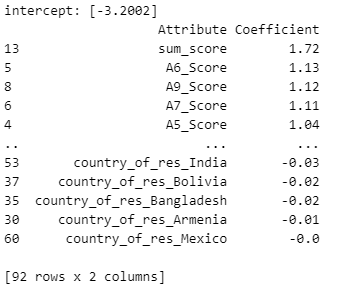 intercept: [-3.2002]
Attribute Coefficient
13 sum_score 1.72
5 A6_Score 1.13
8 A9_Score 1.12
6 A7_Score 1.11
4 A5_Score 1.04
.. ... ...
53 country_of_res_India -0.03
37 country_of_res_Bolivia -0.02
35 country_of_res_Bangladesh -0.02
30 country_of_res_Armenia -0.01
60 country_of_res_Mexico -0.0
[92 rows x 2 columns]